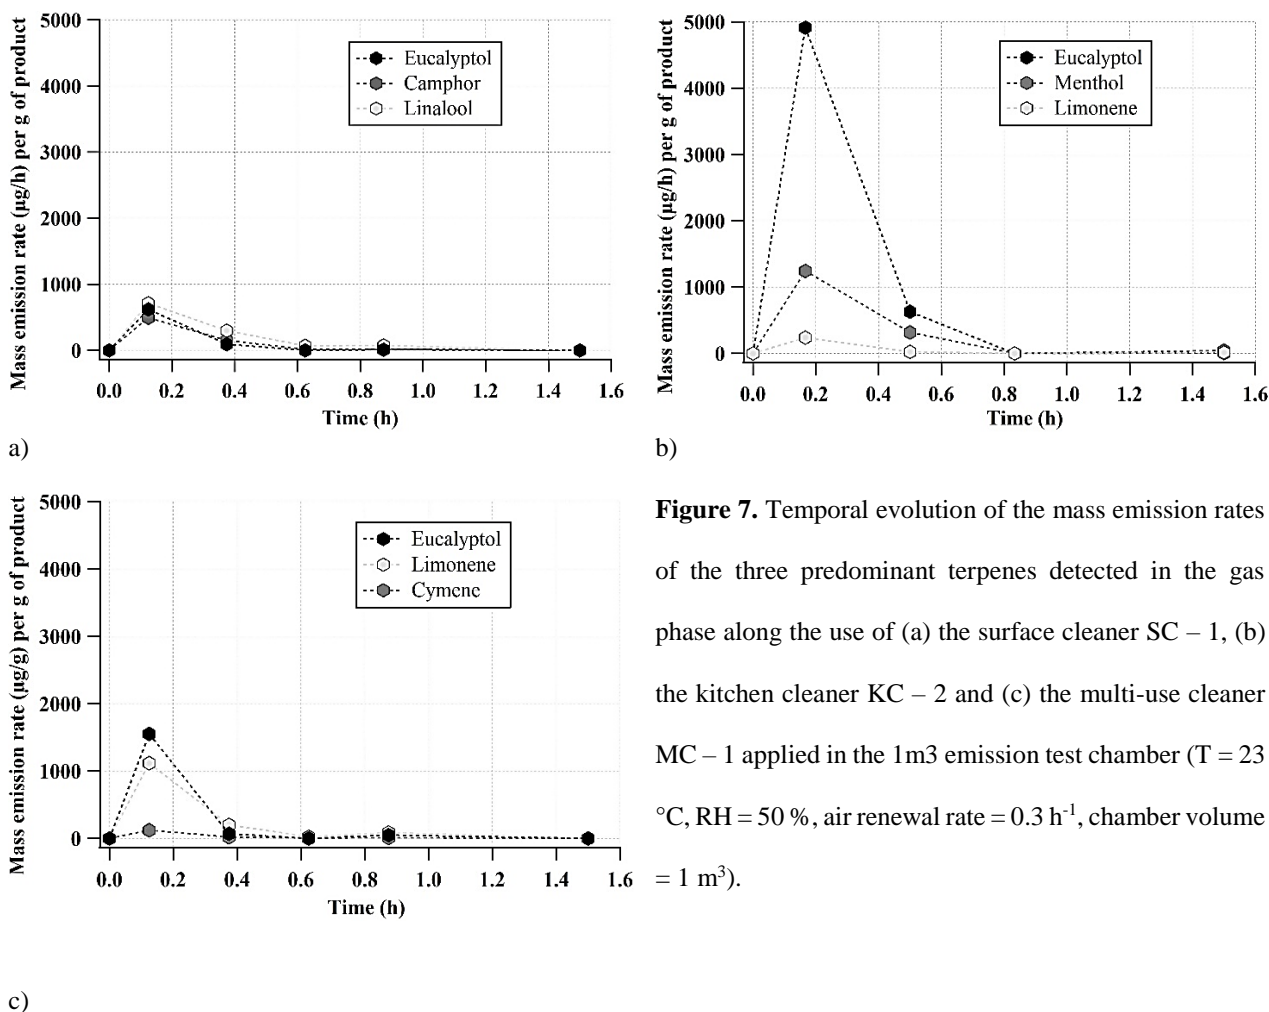 Mass emission rate (µg/h) per g of product
5000
4000
3000
2000
1000
0
Eucalyptol
Camphor
Linalool
0.0 0.2 0.4 0.6 0.8 1.0 1.2 1.4 1.6
Time (h)
a)
Mass emission rate (µg/h) per g of product
5000
4000
3000
2000
1000
0
Eucalyptol
Menthol
Limonene
0.0 0.2 0.4 0.6 0.8 1.0 1.2 1.4 1.6
Time (h)
b)
Mass emission rate (µg/g) per g of product
5000
4000
3000
2000
1000
0
Eucalyptol
Limonene
Cymene
0.0 0.2 0.4 0.6 0.8 1.0 1.2 1.4 1.6
Time (h)
c)
Figure 7. Temporal evolution of the mass emission rates
of the three predominant terpenes detected in the gas
phase along the use of (a) the surface cleaner SC – 1, (b)
the kitchen cleaner KC – 2 and (c) the multi-use cleaner
MC – 1 applied in the 1m3 emission test chamber (T = 23
°C, RH = 50 %, air renewal rate = 0.3 h-1, chamber volume
= 1 m3).